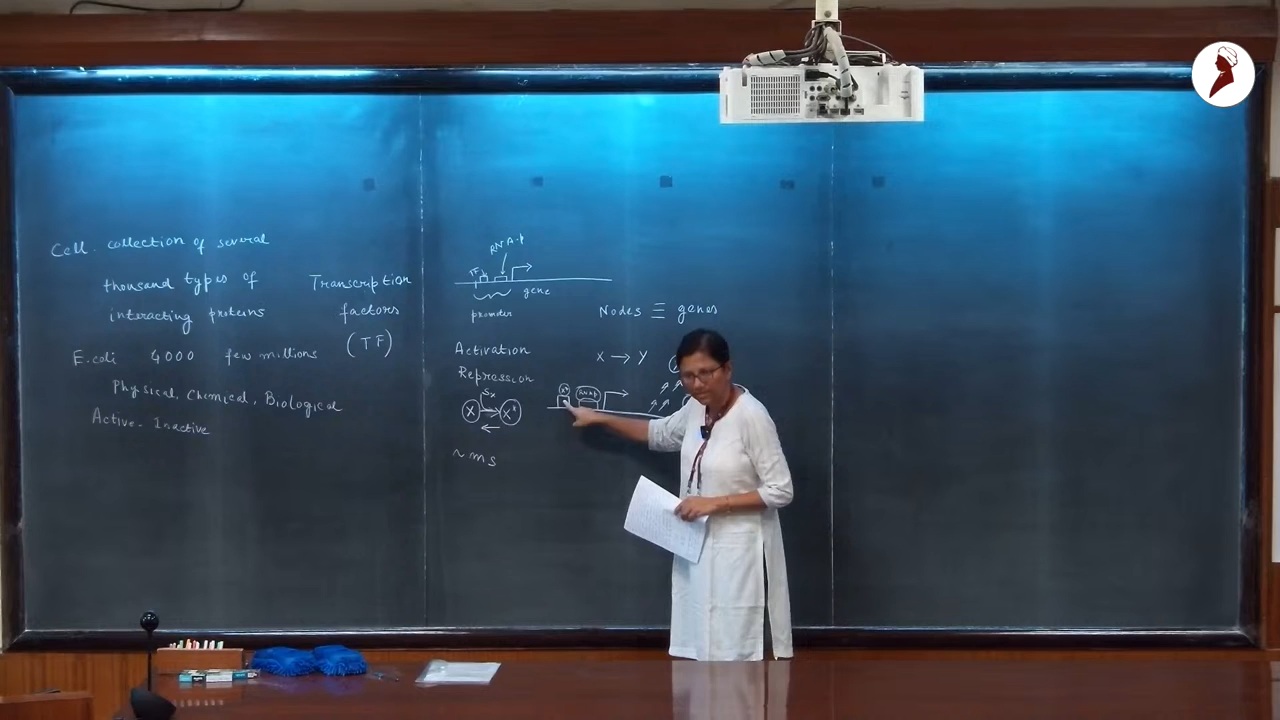 Cell - collection of several
thousand types of
interacting proteins
E.coli 4000 few millions
Physical, Chemical, Biological
Active - Inactive
Transcription
factors
(TF)
RNA-p
TF
gene
promoter
Activation
Repression
Sx
X X*
~ms
Nodes ≡ genes
X → Y
X* RNAp